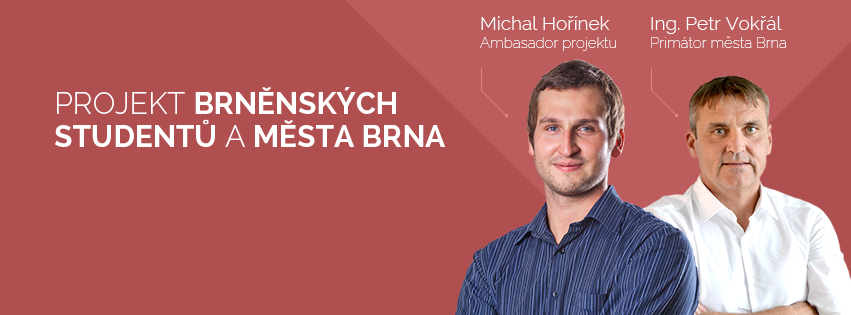 Michal Hořínek
Ambasador projektu
Ing. Petr Vokřál
Primátor města Brna
PROJEKT BRNĚNSKÝCH
STUDENTŮ A MĚSTA BRNA